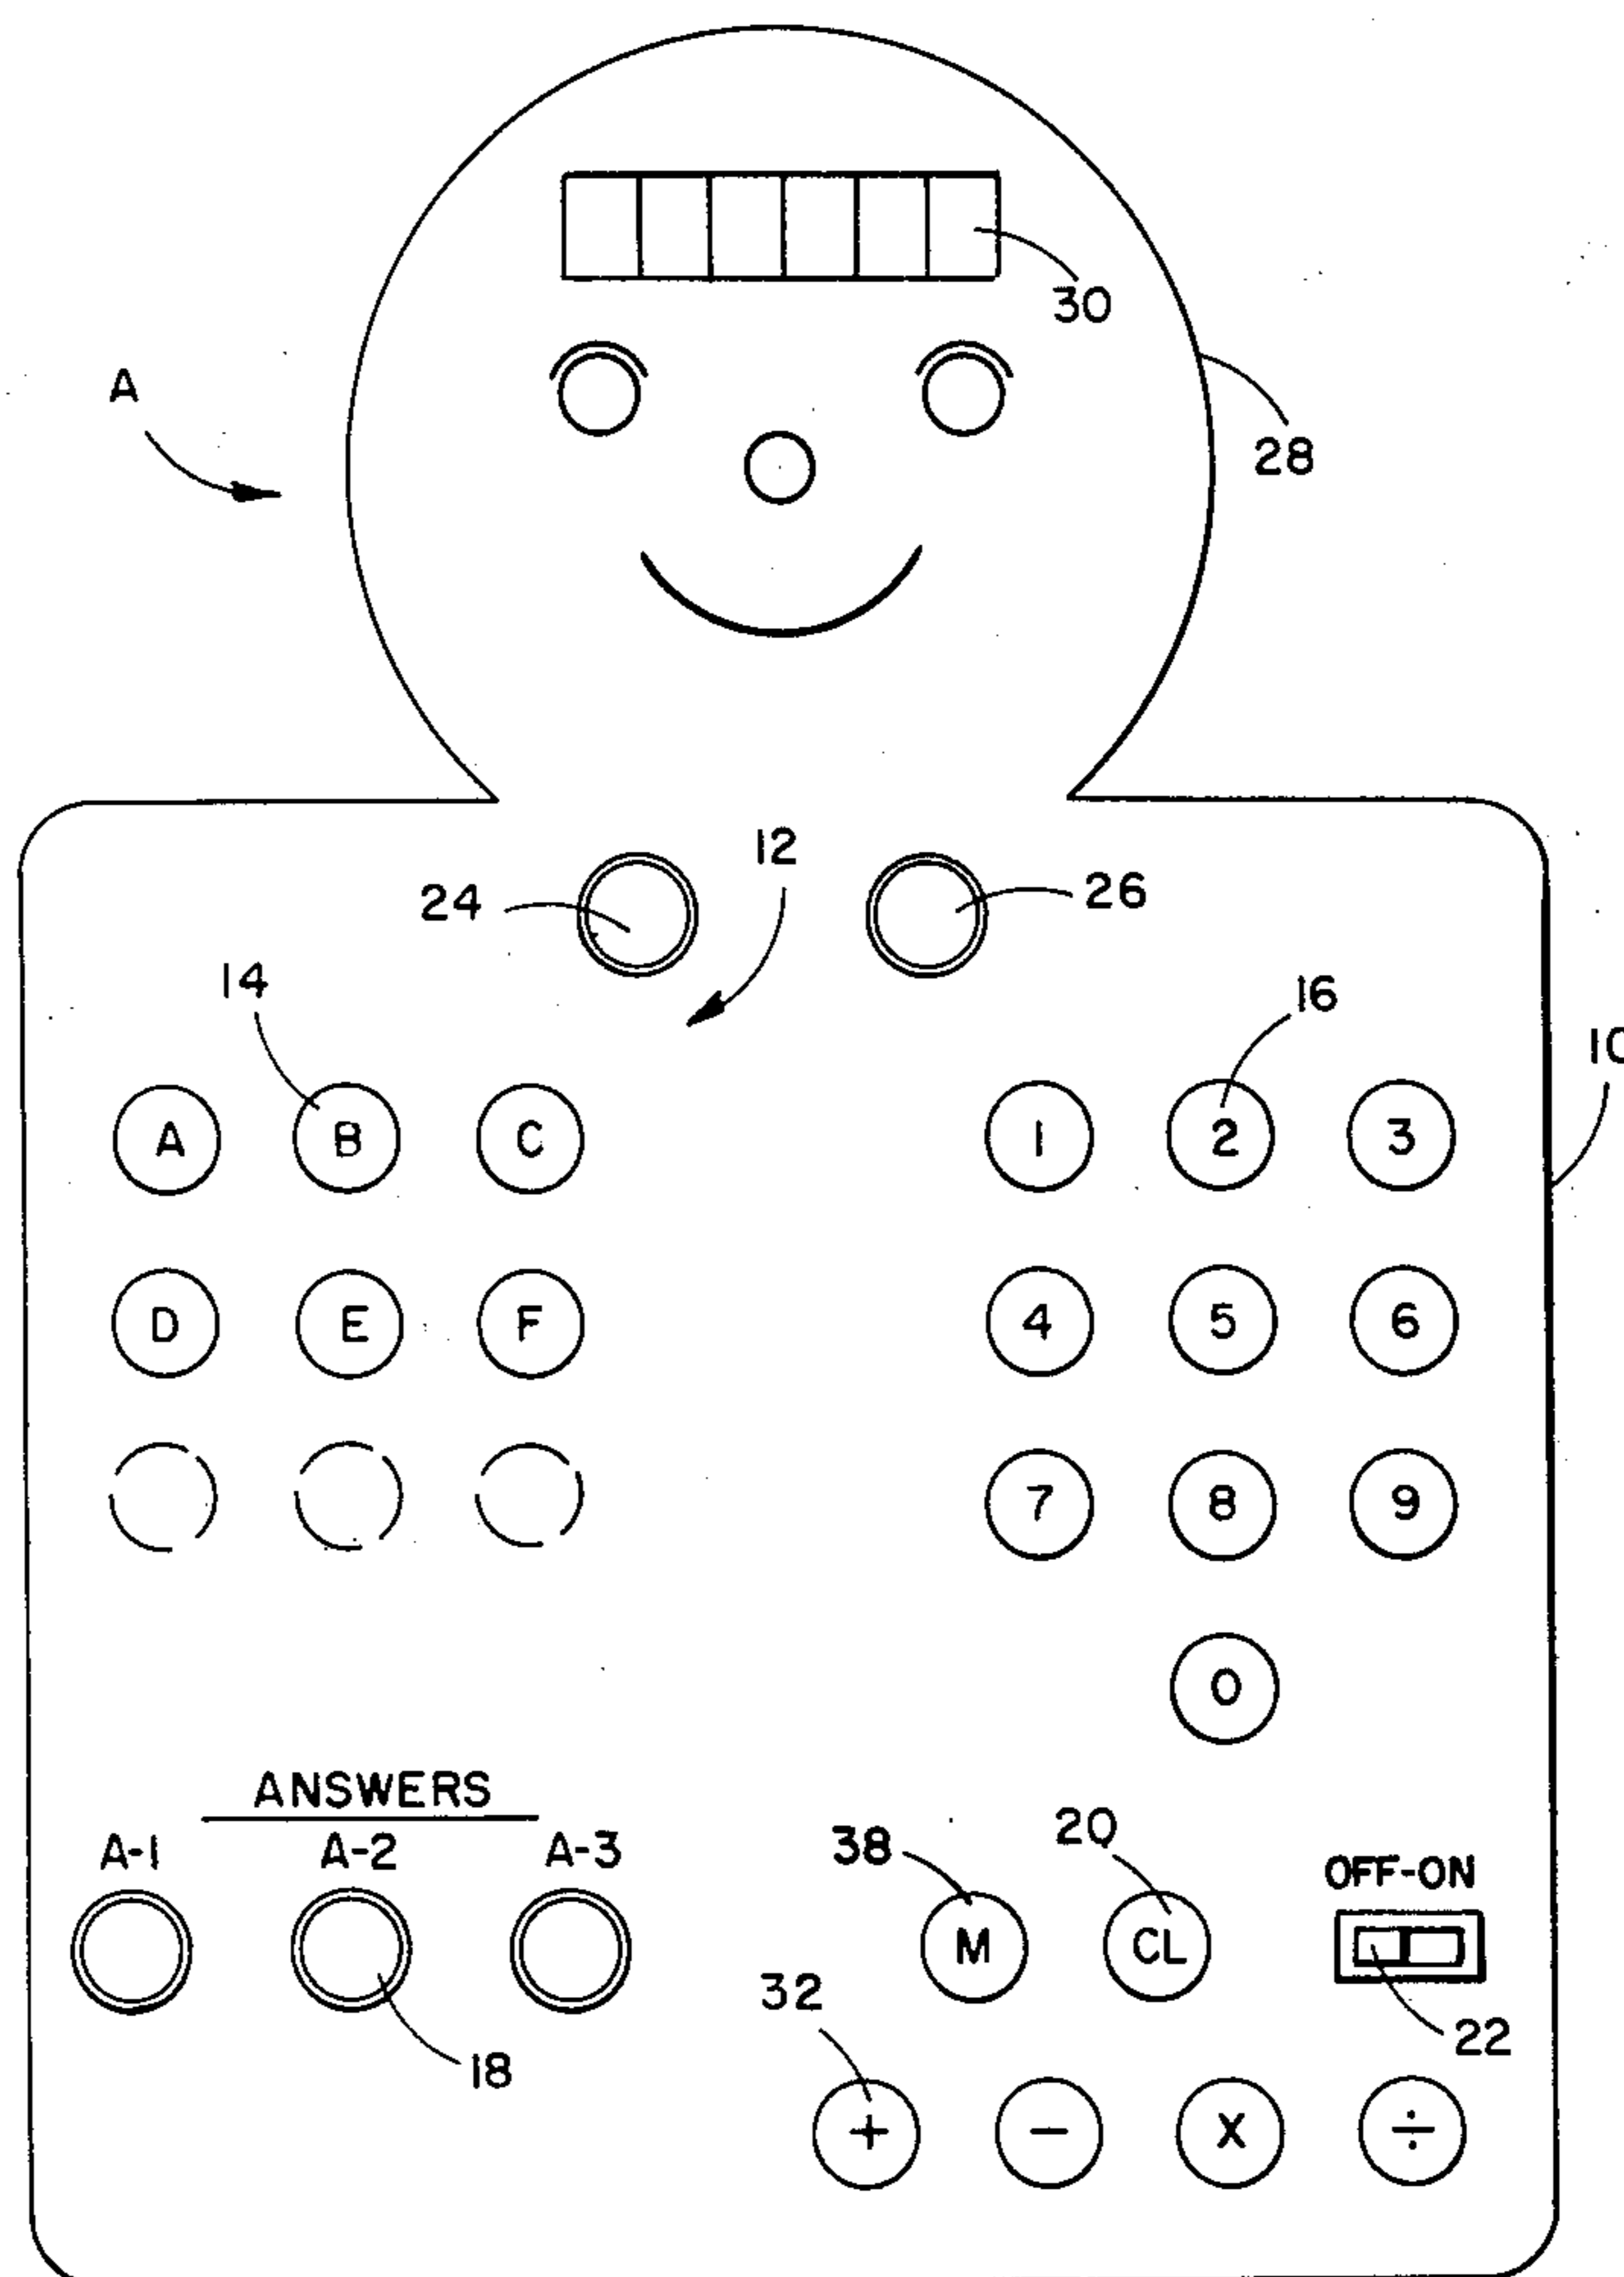 30
A
28
12
24
26
14
16
10
A B C 1 2 3
D E F 4 5 6
7 8 9
0
ANSWERS
A-1 A-2 A-3
38
20
OFF-ON
M CL
32
22
18
+ − X ÷